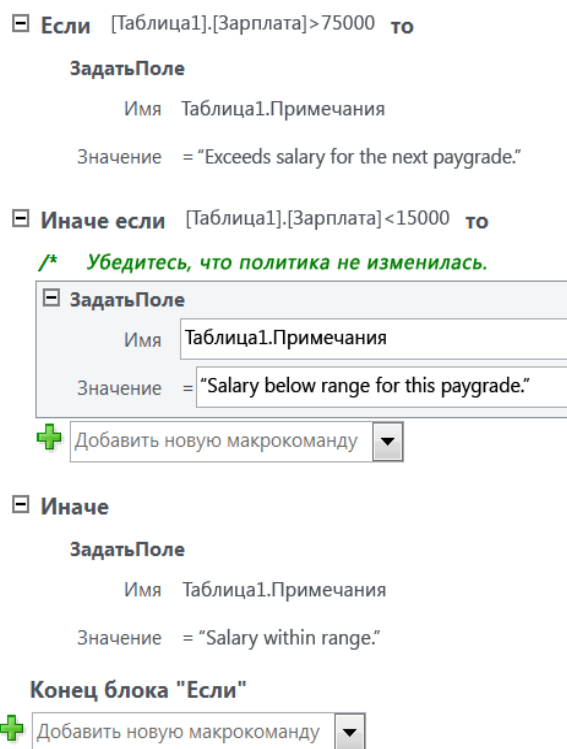 Если [Таблица1].[Зарплата]>75000 то
ЗадатьПоле
Имя Таблица1.Примечания
Значение = “Exceeds salary for the next paygrade.”
Иначе если [Таблица1].[Зарплата]<15000 то
/* Убедитесь, что политика не изменилась.
ЗадатьПоле
Имя Таблица1.Примечания
Значение = “Salary below range for this paygrade.”
Добавить новую макрокоманду
Иначе
ЗадатьПоле
Имя Таблица1.Примечания
Значение = “Salary within range.”
Конец блока "Если"
Добавить новую макрокоманду